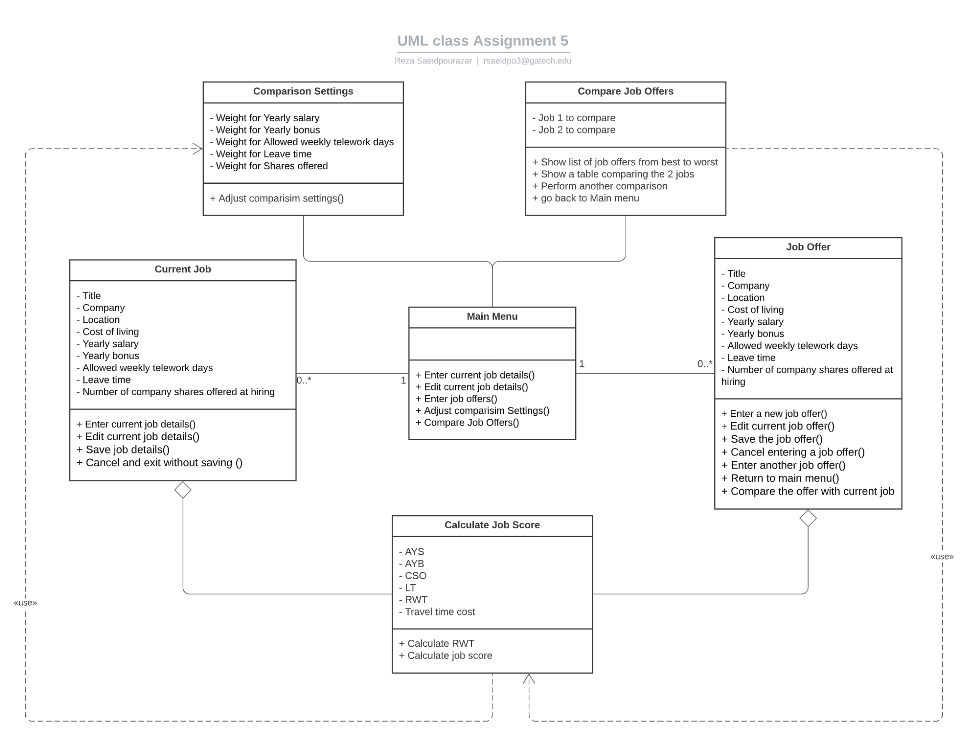 UML class Assignment 5
Reza Saeidpourazar | rsaeidpo3@gatech.edu
Comparison Settings
- Weight for Yearly salary
- Weight for Yearly bonus
- Weight for Allowed weekly telework days
- Weight for Leave time
- Weight for Shares offered
+ Adjust comparisim settings()
Compare Job Offers
- Job 1 to compare
- Job 2 to compare
+ Show list of job offers from best to worst
+ Show a table comparing the 2 jobs
+ Perform another comparison
+ go back to Main menu
Current Job
- Title
- Company
- Location
- Cost of living
- Yearly salary
- Yearly bonus
- Allowed weekly telework days
- Leave time
- Number of company shares offered at hiring
+ Enter current job details()
+ Edit current job details()
+ Save job details()
+ Cancel and exit without saving ()
0..*
1
Main Menu
+ Enter current job details()
+ Edit current job details()
+ Enter job offers()
+ Adjust comparisim Settings()
+ Compare Job Offers()
1
0..*
Job Offer
- Title
- Company
- Location
- Cost of living
- Yearly salary
- Yearly bonus
- Allowed weekly telework days
- Leave time
- Number of company shares offered at
hiring
+ Enter a new job offer()
+ Edit current job offer()
+ Save the job offer()
+ Cancel entering a job offer()
+ Enter another job offer()
+ Return to main menu()
+ Compare the offer with current job
Calculate Job Score
- AYS
- AYB
- CSO
- LT
- RWT
- Travel time cost
+ Calculate RWT
+ Calculate job score
«use»
«use»